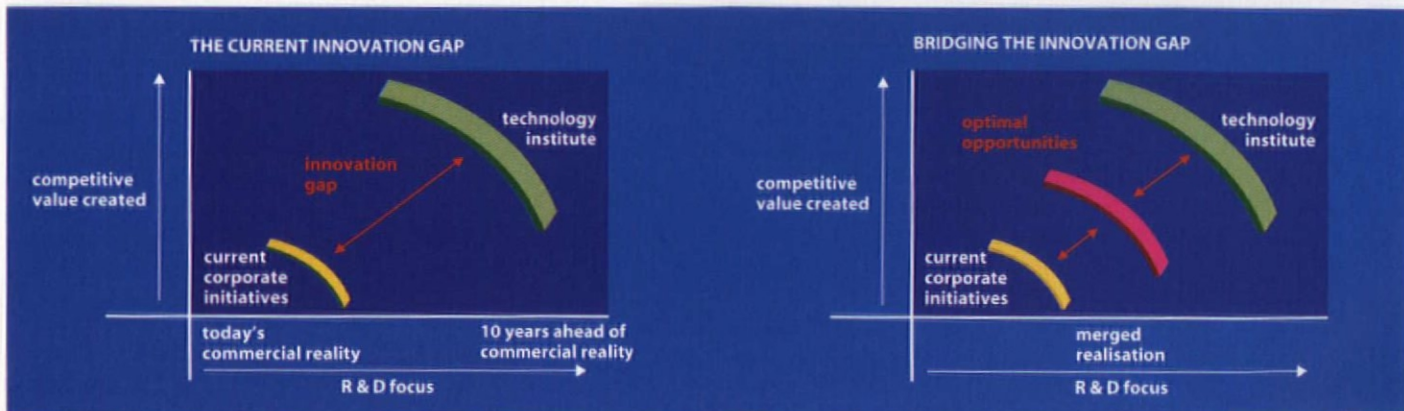 THE CURRENT INNOVATION GAP
technology
institute
innovation
gap
competitive
value created
current
corporate
initiatives
today's
commercial reality
10 years ahead of
commercial reality
R & D focus
BRIDGING THE INNOVATION GAP
optimal
opportunities
technology
institute
competitive
value created
current
corporate
initiatives
merged
realisation
R & D focus